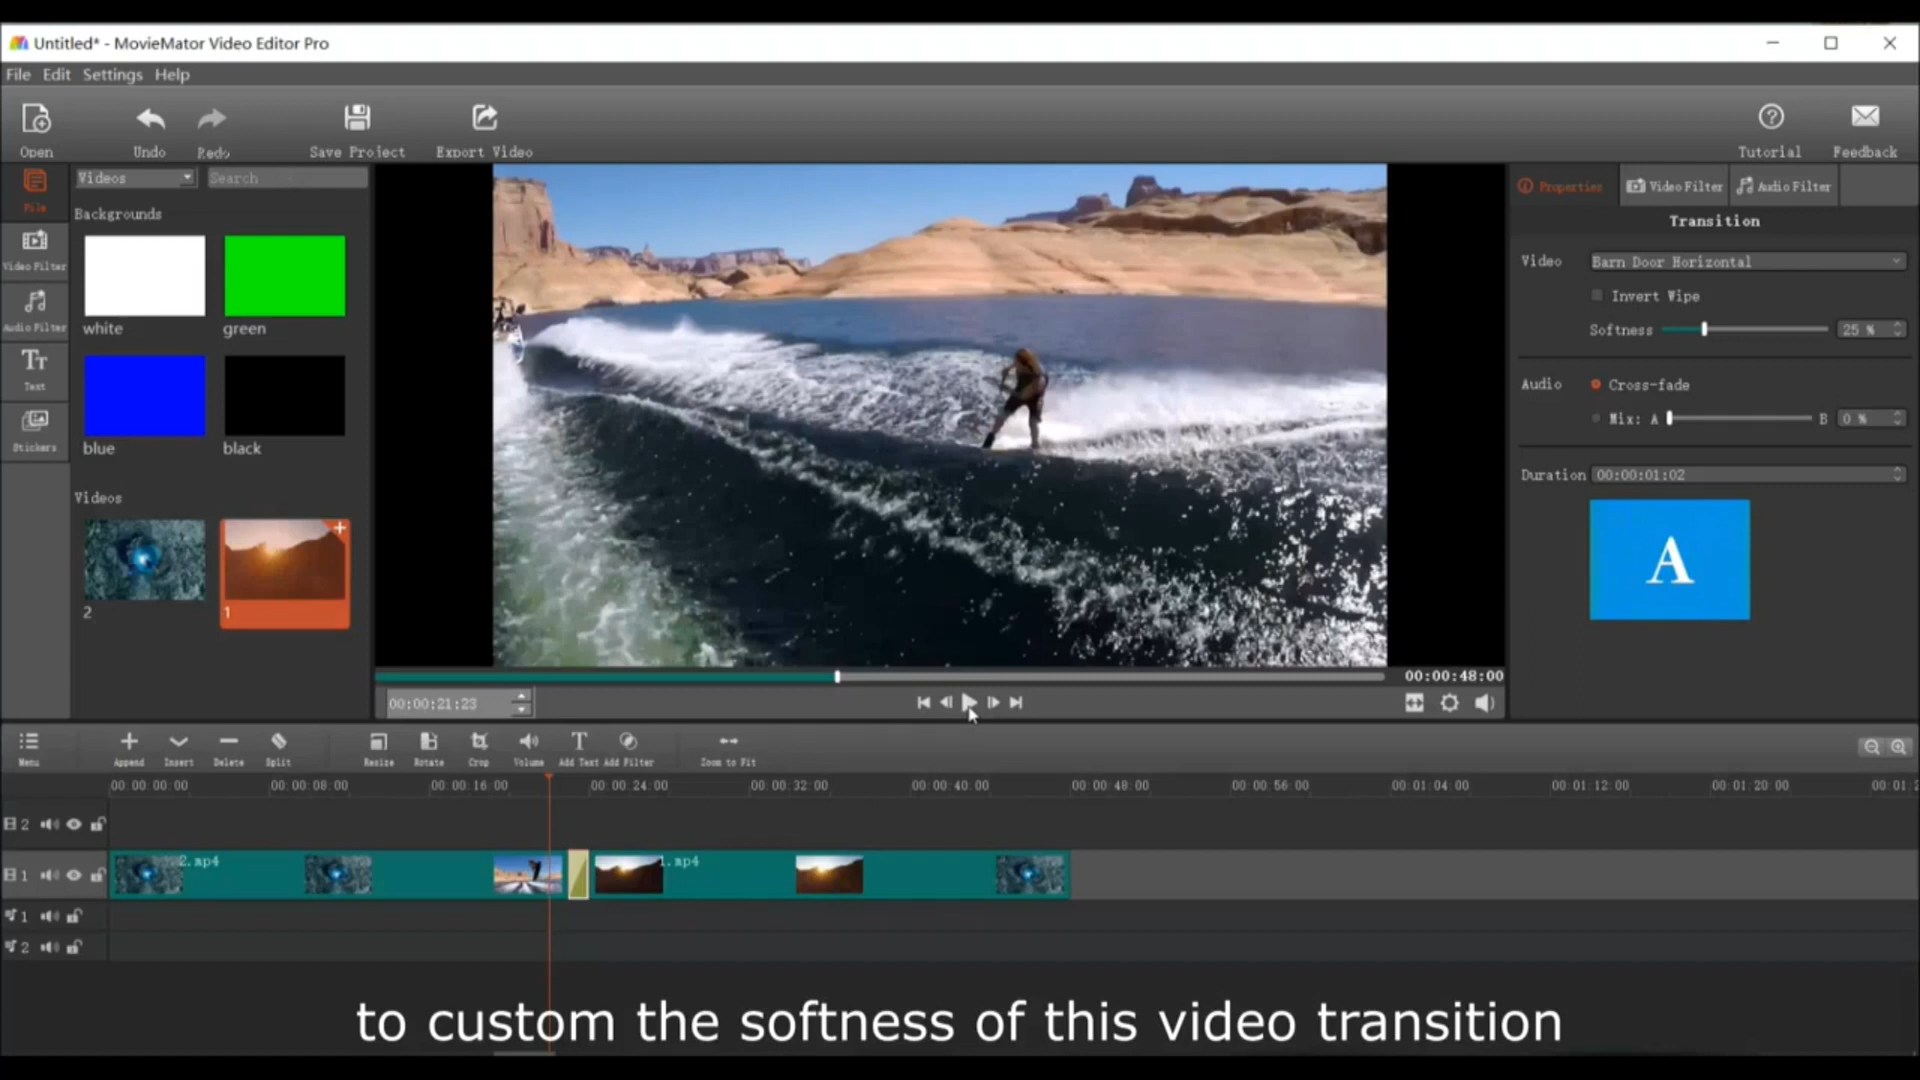 Untitled* - MovieMator Video Editor Pro
File Edit Settings Help
Open Undo Redo Save Project Export Video Tutorial Feedback
File
Video Filter
Audio Filter
Text
Stickers
Videos Search
Backgrounds
white green
blue black
Videos
2 1
Properties Video Filter Audio Filter
Transition
Video Barn Door Horizontal
Invert Wipe
Softness 25 %
Audio Cross-fade
Mix: A B 0 %
Duration 00:00:01:02
A
00:00:48:00
00:00:21:23
Menu Append Insert Delete Split Resize Rotate Crop Volume Add Text Add Filter Zoom to Fit
00:00:00:00 00:00:08:00 00:00:16:00 00:00:24:00 00:00:32:00 00:00:40:00 00:00:48:00 00:00:56:00 00:01:04:00 00:01:12:00 00:01:20:00 00:01:2
2
1 2.mp4 1.mp4
1
2
to custom the softness of this video transition